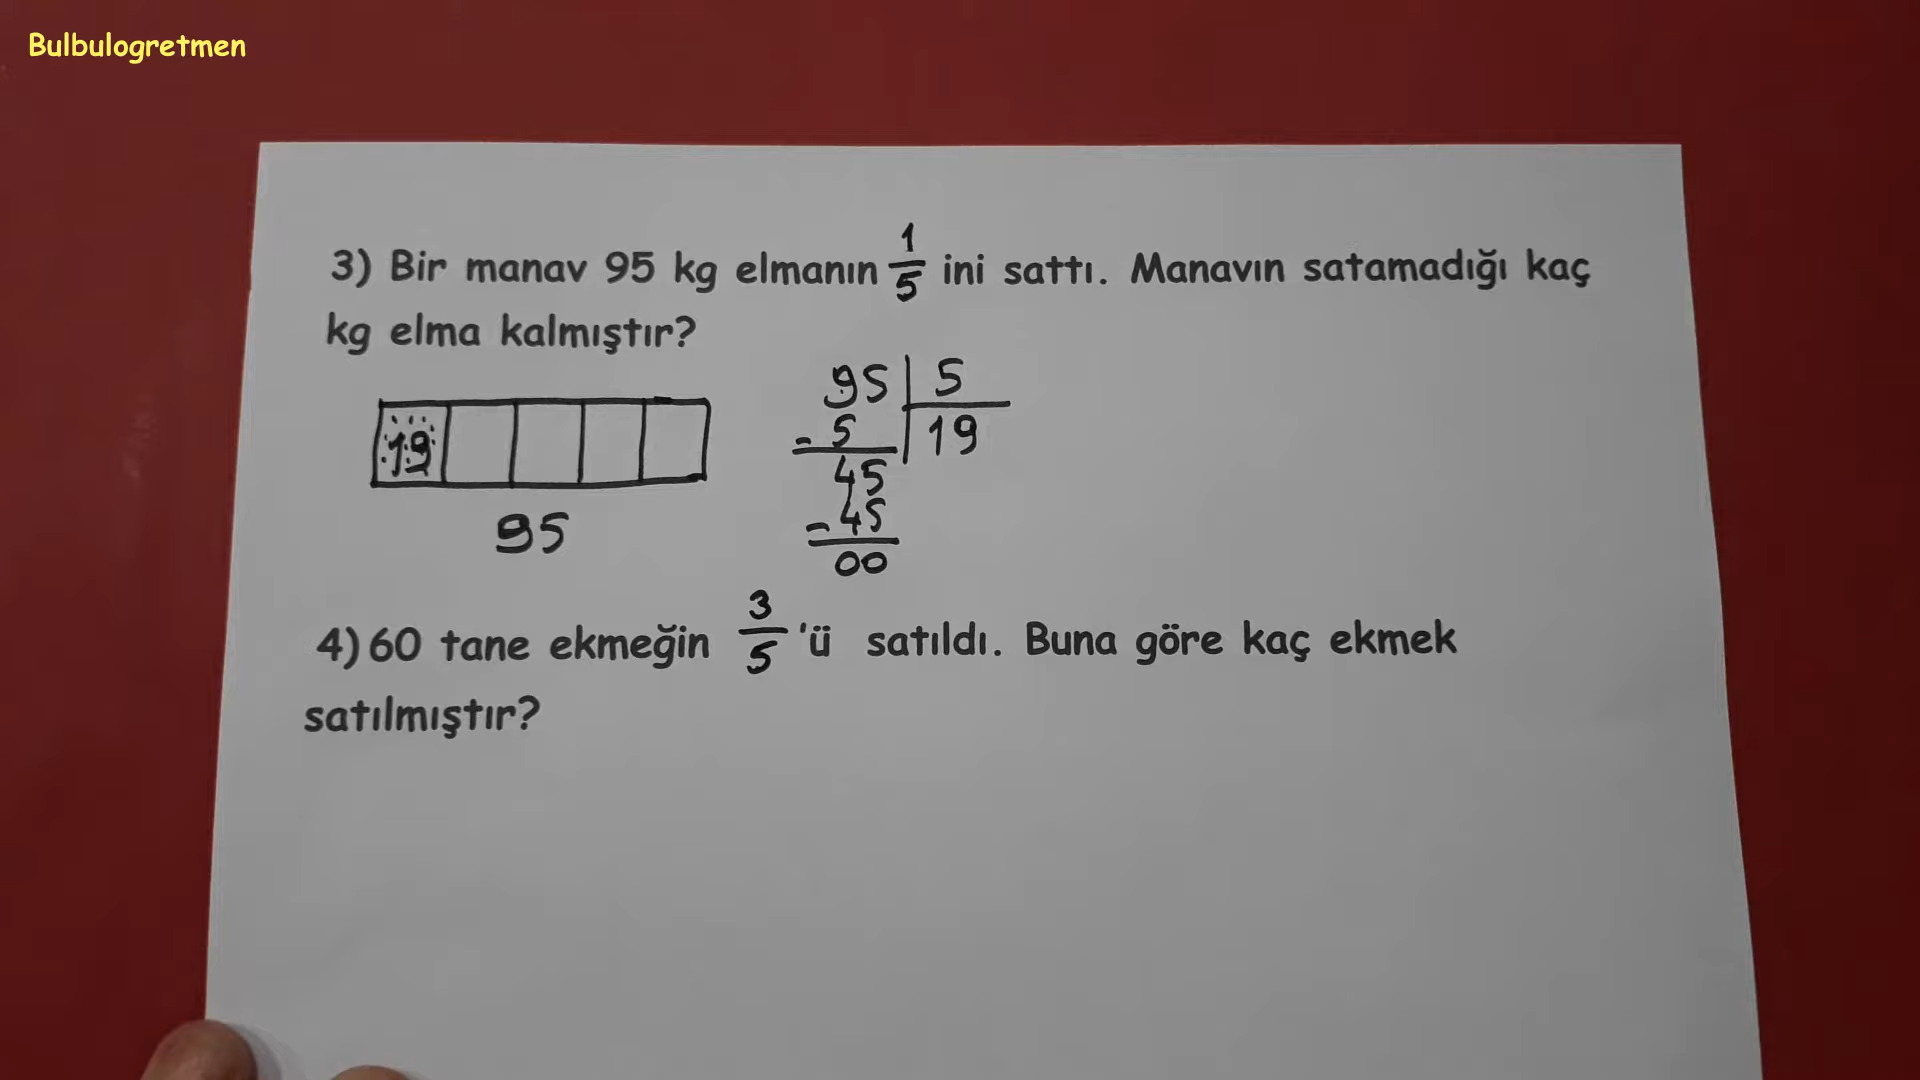 Bulbulogretmen
3) Bir manav 95 kg elmanın 1/5 ini sattı. Manavın satamadığı kaç
kg elma kalmıştır?
19
95
95 | 5
- 5 | 19
45
- 45
00
4) 60 tane ekmeğin 3/5 'ü satıldı. Buna göre kaç ekmek
satılmıştır?